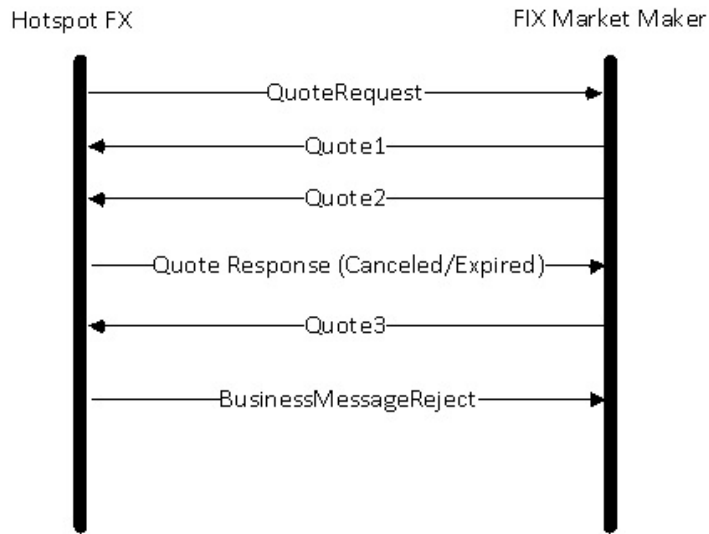 Hotspot FX
FIX Market Maker
QuoteRequest
Quote1
Quote2
Quote Response (Canceled/Expired)
Quote3
BusinessMessageReject